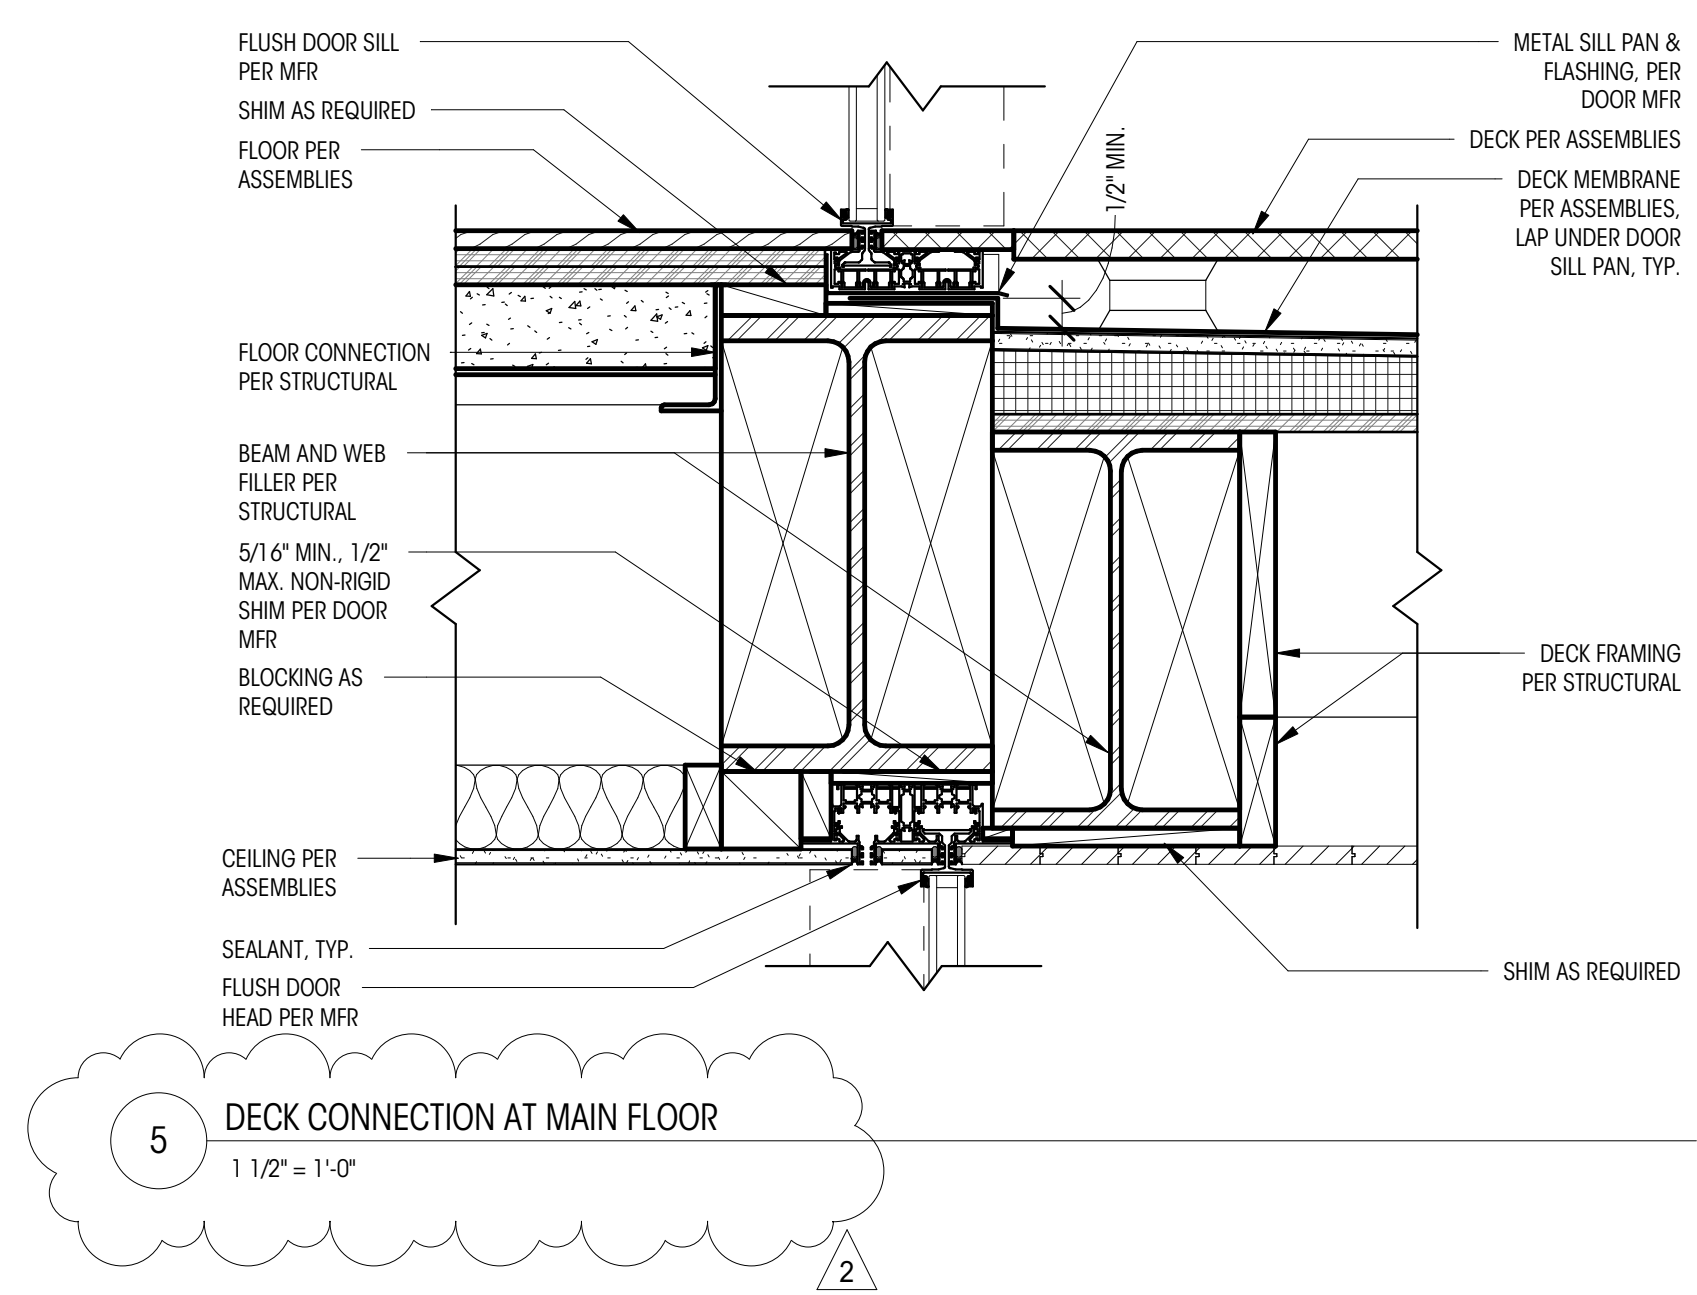 FLUSH DOOR SILL
PER MFR
SHIM AS REQUIRED
FLOOR PER
ASSEMBLIES
FLOOR CONNECTION
PER STRUCTURAL
BEAM AND WEB
FILLER PER
STRUCTURAL
5/16" MIN., 1/2"
MAX. NON-RIGID
SHIM PER DOOR
MFR
BLOCKING AS
REQUIRED
CEILING PER
ASSEMBLIES
SEALANT, TYP.
FLUSH DOOR
HEAD PER MFR
1/2" MIN.
METAL SILL PAN &
FLASHING, PER
DOOR MFR
DECK PER ASSEMBLIES
DECK MEMBRANE
PER ASSEMBLIES,
LAP UNDER DOOR
SILL PAN, TYP.
DECK FRAMING
PER STRUCTURAL
SHIM AS REQUIRED
5
DECK CONNECTION AT MAIN FLOOR
1 1/2" = 1'-0"
2